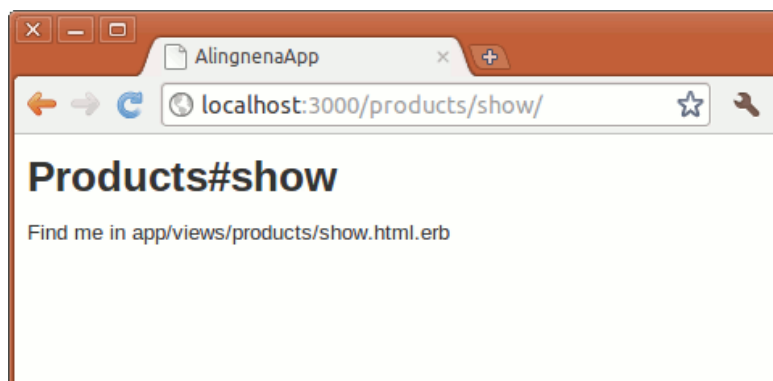 AlingnenaApp
localhost:3000/products/show/
Products#show
Find me in app/views/products/show.html.erb